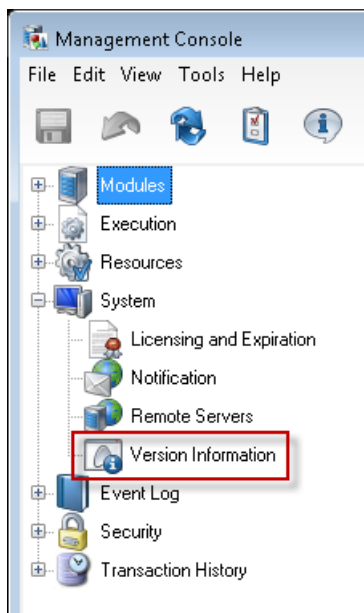 Management Console
File Edit View Tools Help
Modules
Execution
Resources
System
Licensing and Expiration
Notification
Remote Servers
Version Information
Event Log
Security
Transaction History